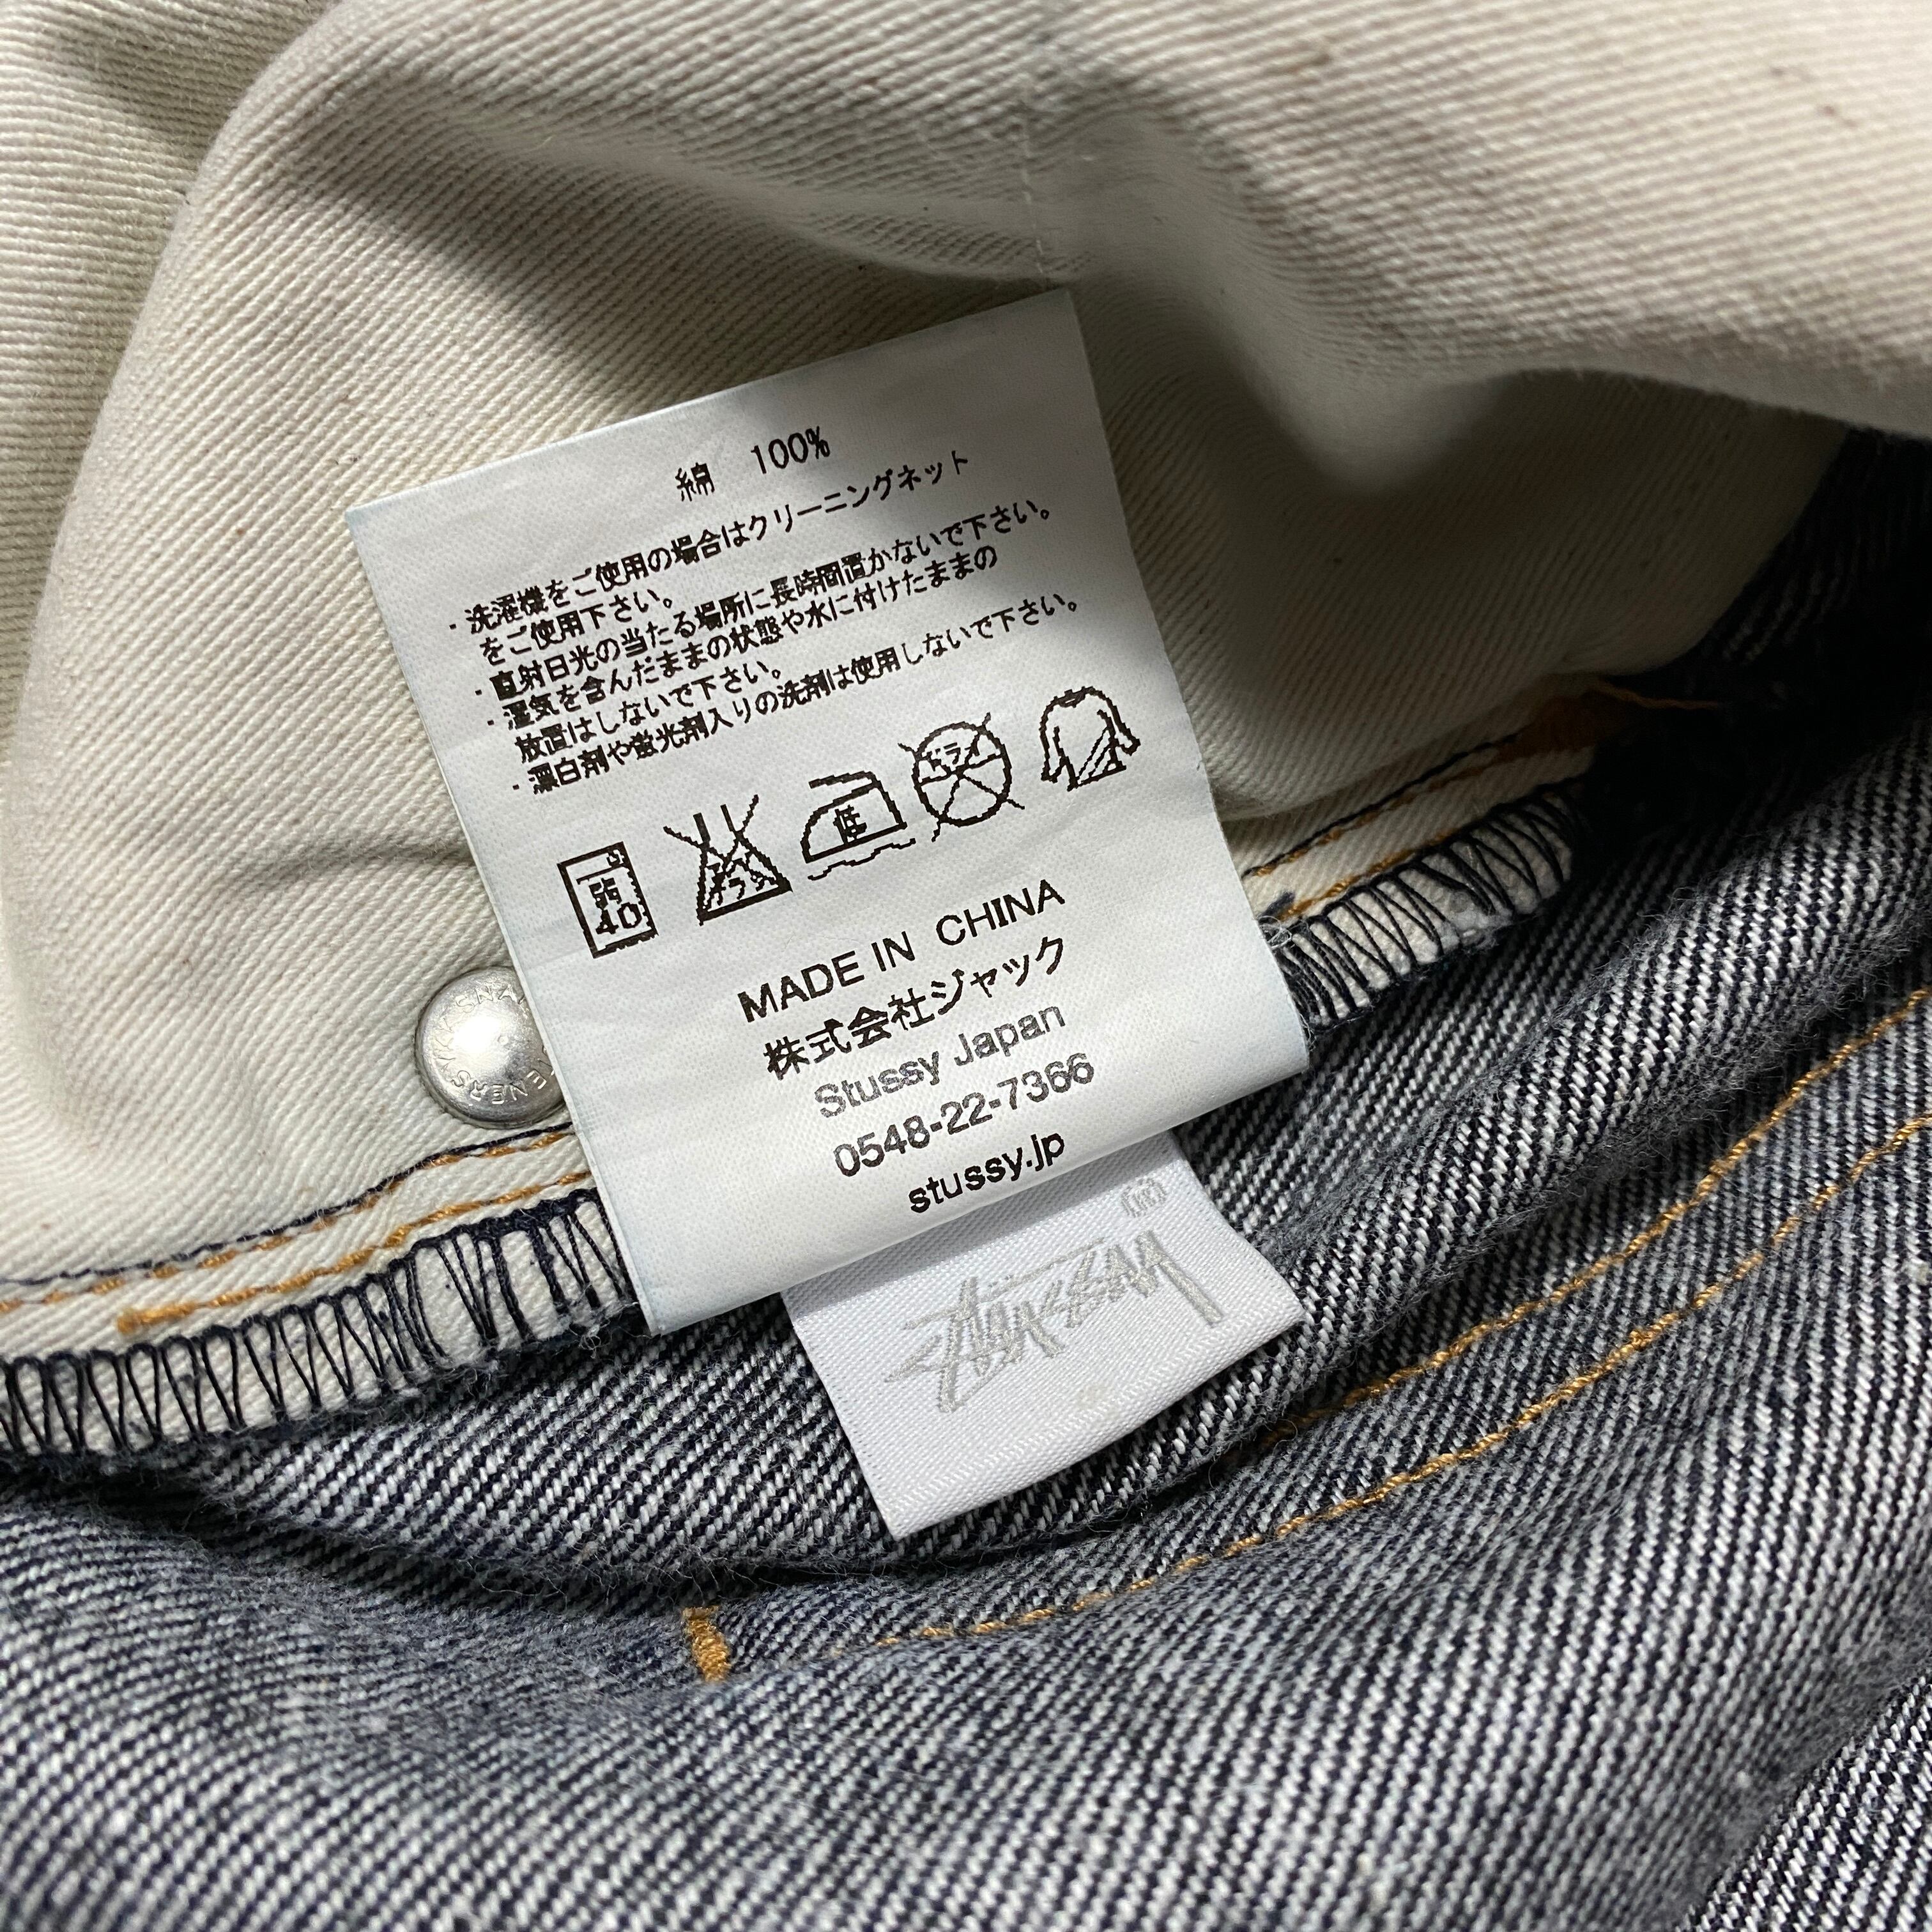 綿 100%
・洗濯機をご使用の場合はクリーニングネット
をご使用下さい。
・直射日光の当たる場所に長時間置かないで下さい。
・湿気を含んだままの状態や水に付けたままの
放置はしないで下さい。
・漂白剤や蛍光剤入りの洗剤は使用しないで下さい。
弱
40
エンソ
サラシ
低
ドライ
MADE IN CHINA
株式会社ジャック
Stussy Japan
0548-22-7366
stussy.jp
Stüssy